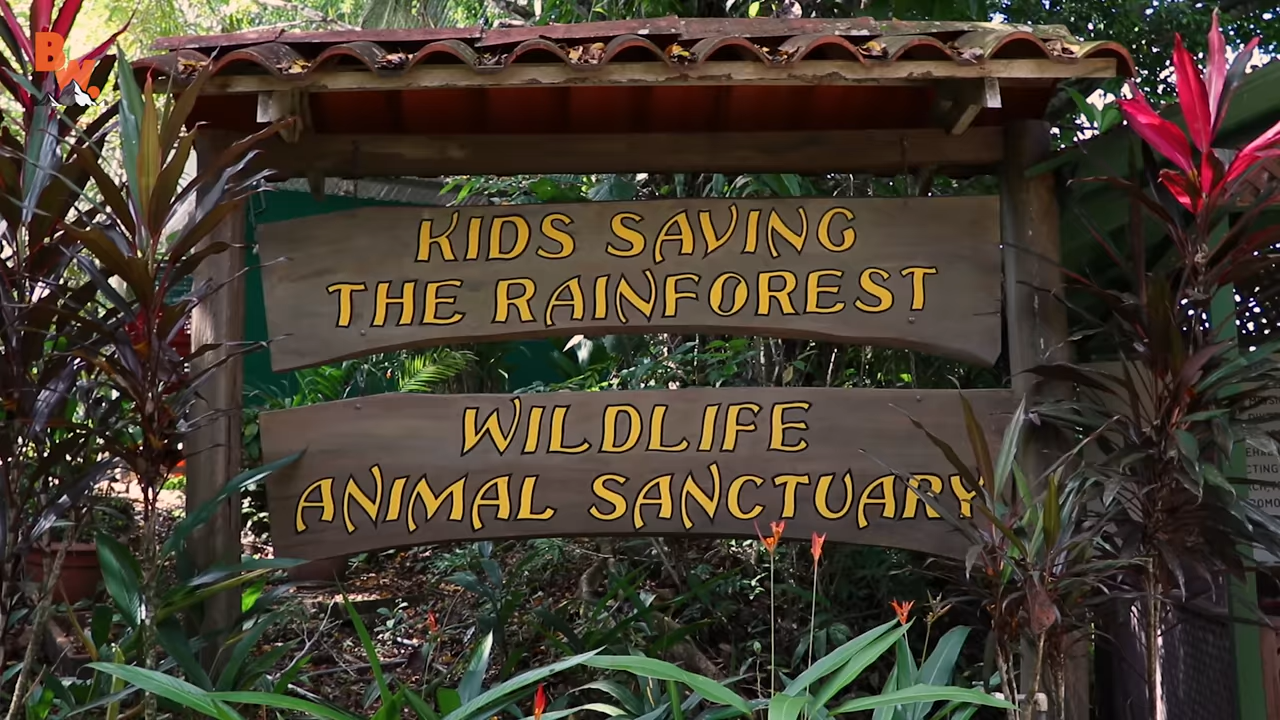 B.W.
KIDS SAVING
THE RAINFOREST
WILDLIFE
ANIMAL SANCTUARY